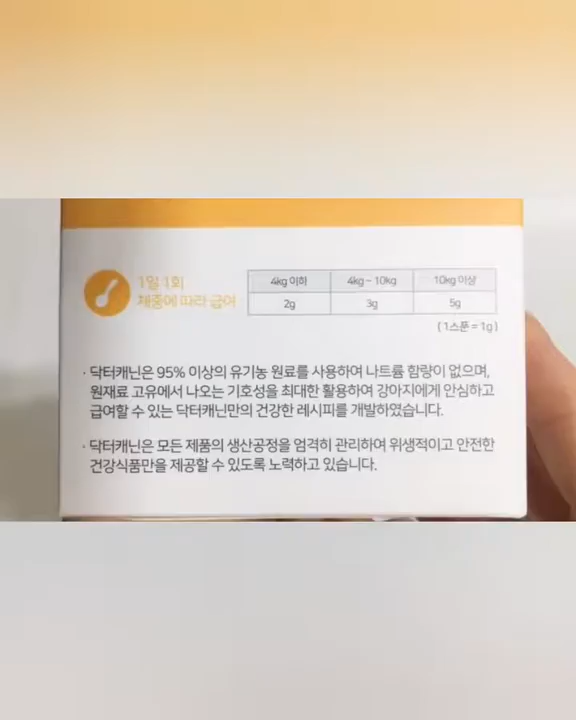 1일 1회
체중에 따라 급여
4kg 이하 4kg ~ 10kg 10kg 이상
2g 3g 5g
( 1스푼 = 1g )
· 닥터캐닌은 95% 이상의 유기농 원료를 사용하여 나트륨 함량이 없으며,
원재료 고유에서 나오는 기호성을 최대한 활용하여 강아지에게 안심하고
급여할 수 있는 닥터캐닌만의 건강한 레시피를 개발하였습니다.
· 닥터캐닌은 모든 제품의 생산공정을 엄격히 관리하여 위생적이고 안전한
건강식품만을 제공할 수 있도록 노력하고 있습니다.